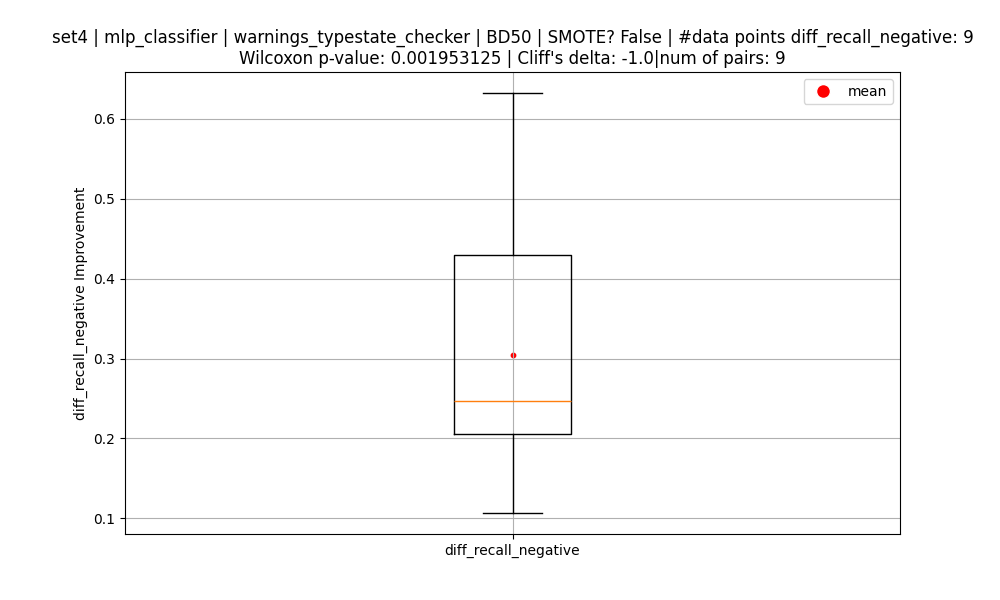 set4 | mlp_classifier | warnings_typestate_checker | BD50 | SMOTE? False | #data points diff_recall_negative: 9
Wilcoxon p-value: 0.001953125 | Cliff's delta: -1.0|num of pairs: 9
mean
0.6
0.5
0.4
0.3
0.2
0.1
diff_recall_negative Improvement
diff_recall_negative